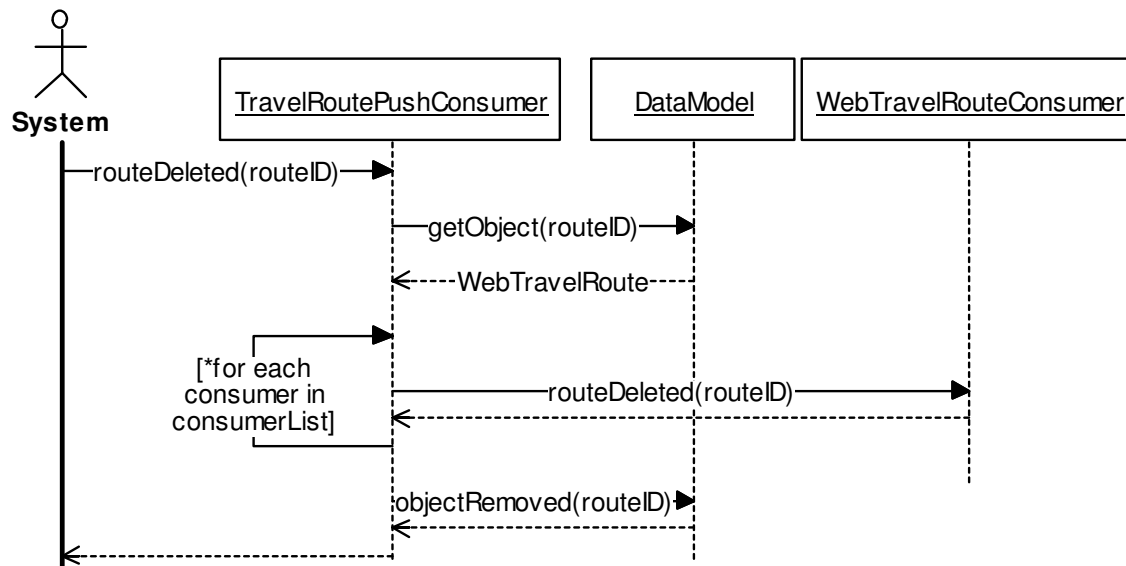 System
TravelRoutePushConsumer
DataModel
WebTravelRouteConsumer
routeDeleted(routeID)
getObject(routeID)
WebTravelRoute
[*for each
consumer in
consumerList]
routeDeleted(routeID)
objectRemoved(routeID)